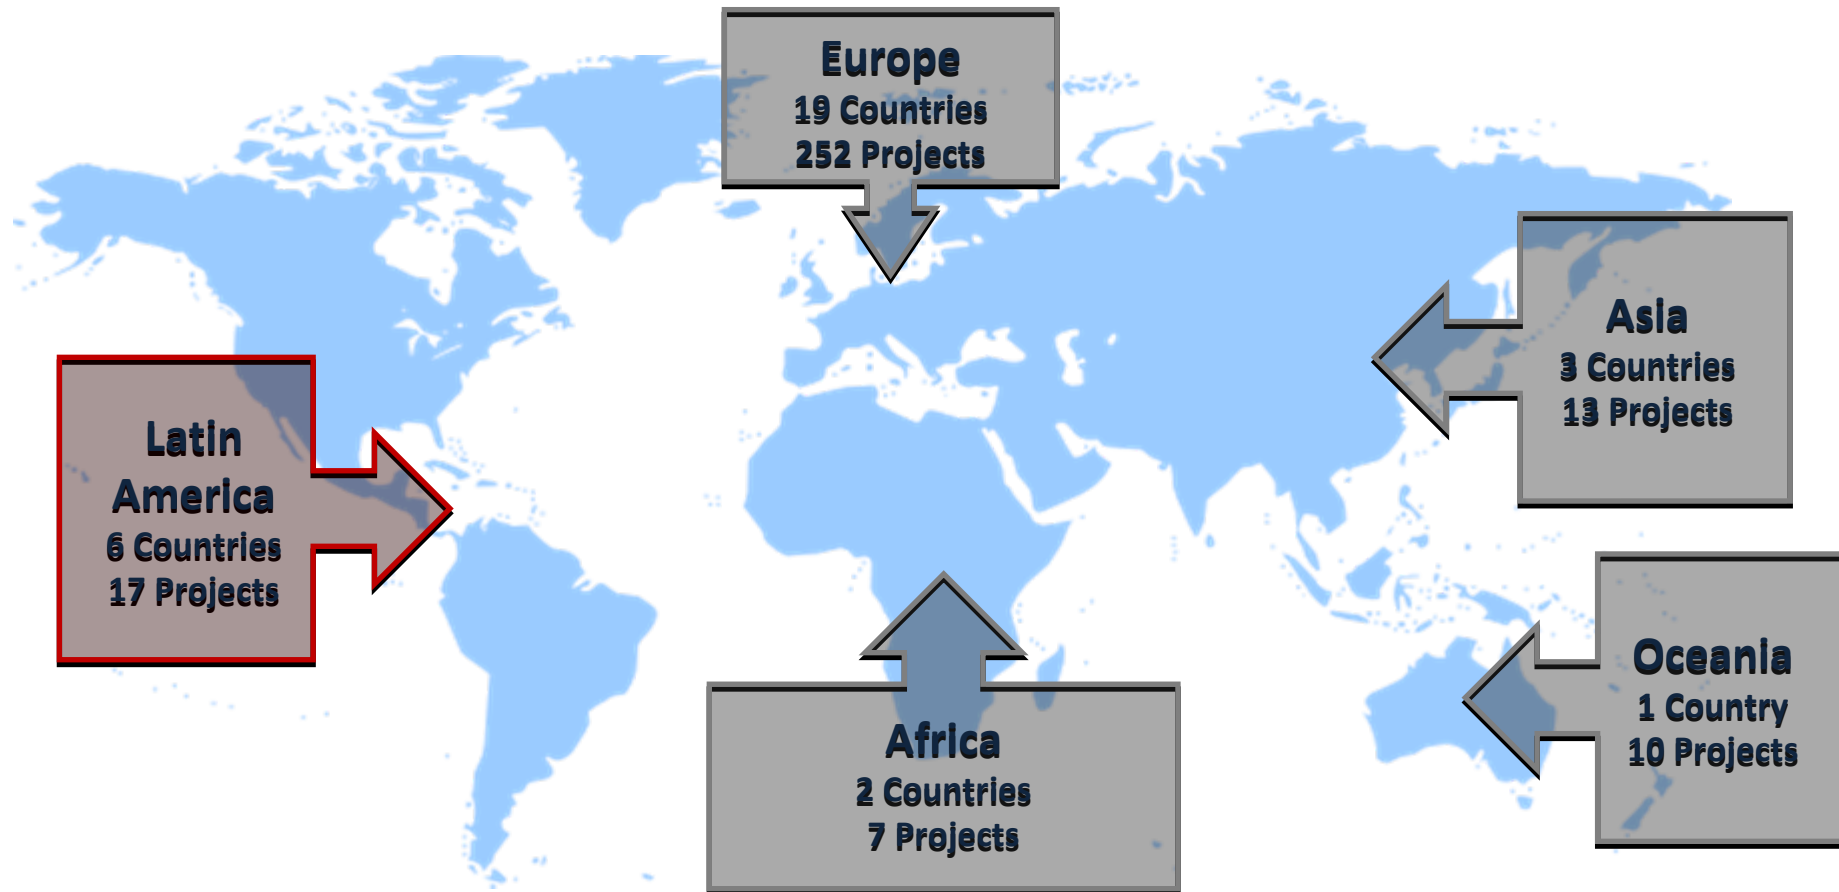 Europe
19 Countries
252 Projects
Asia
3 Countries
13 Projects
Latin
America
6 Countries
17 Projects
Oceania
1 Country
10 Projects
Africa
2 Countries
7 Projects